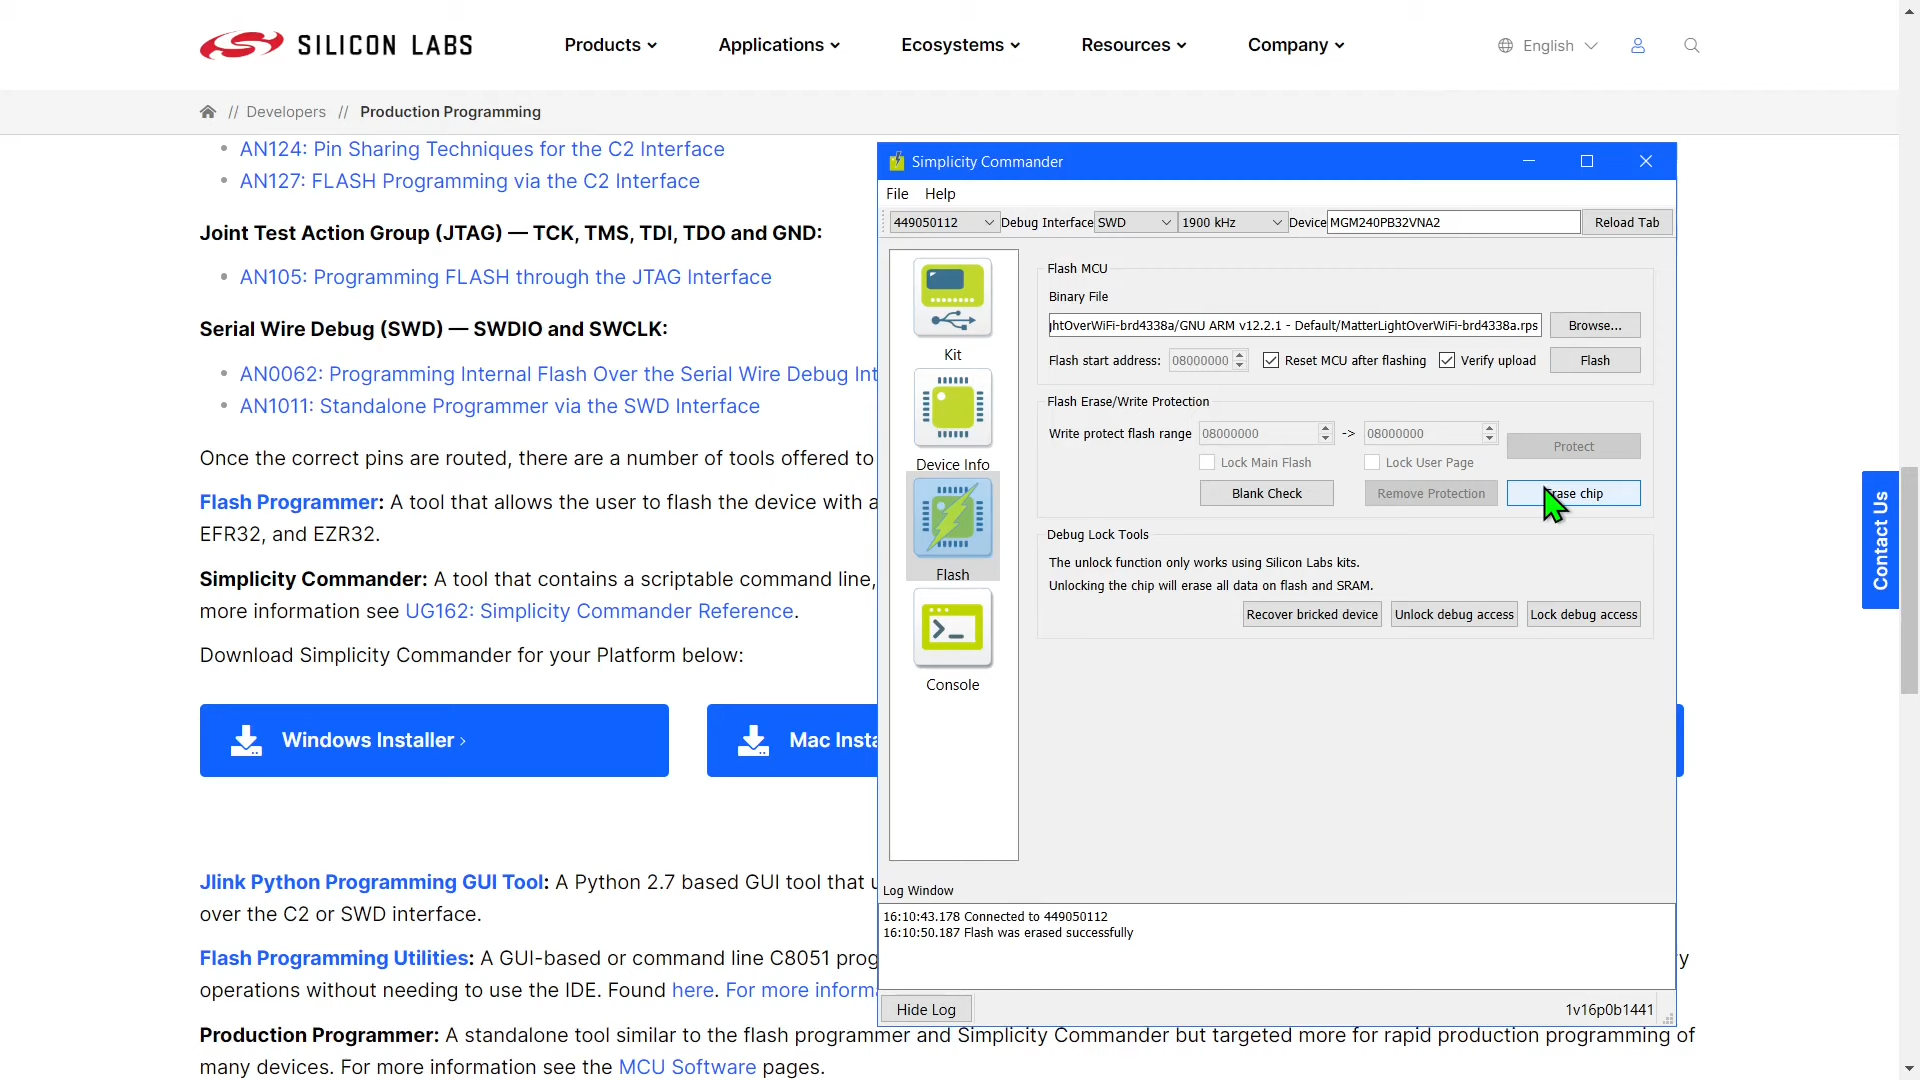 SILICON LABS
Products
Applications
Ecosystems
Resources
Company
English
// Developers // Production Programming
AN124: Pin Sharing Techniques for the C2 Interface
AN127: FLASH Programming via the C2 Interface
Joint Test Action Group (JTAG) — TCK, TMS, TDI, TDO and GND:
AN105: Programming FLASH through the JTAG Interface
Serial Wire Debug (SWD) — SWDIO and SWCLK:
AN0062: Programming Internal Flash Over the Serial Wire Debug Int
AN1011: Standalone Programmer via the SWD Interface
Once the correct pins are routed, there are a number of tools offered to
Flash Programmer: A tool that allows the user to flash the device with a
EFR32, and EZR32.
Simplicity Commander: A tool that contains a scriptable command line,
more information see UG162: Simplicity Commander Reference.
Download Simplicity Commander for your Platform below:
Windows Installer ›
Mac Insta
Jlink Python Programming GUI Tool: A Python 2.7 based GUI tool that u
over the C2 or SWD interface.
Flash Programming Utilities: A GUI-based or command line C8051 prog
y
operations without needing to use the IDE. Found here. For more inform
Production Programmer: A standalone tool similar to the flash programmer and Simplicity Commander but targeted more for rapid production programming of
many devices. For more information see the MCU Software pages.
Contact Us
Simplicity Commander
File Help
449050112 Debug Interface SWD 1900 kHz Device MGM240PB32VNA2 Reload Tab
Kit
Device Info
Flash
Console
Flash MCU
Binary File
ghtOverWiFi-brd4338a/GNU ARM v12.2.1 - Default/MatterLightOverWiFi-brd4338a.rps Browse...
Flash start address: 08000000 Reset MCU after flashing Verify upload Flash
Flash Erase/Write Protection
Write protect flash range 08000000 -> 08000000 Protect
Lock Main Flash Lock User Page
Blank Check Remove Protection Erase chip
Debug Lock Tools
The unlock function only works using Silicon Labs kits.
Unlocking the chip will erase all data on flash and SRAM.
Recover bricked device Unlock debug access Lock debug access
Log Window
16:10:43.178 Connected to 449050112
16:10:50.187 Flash was erased successfully
Hide Log
1v16p0b1441